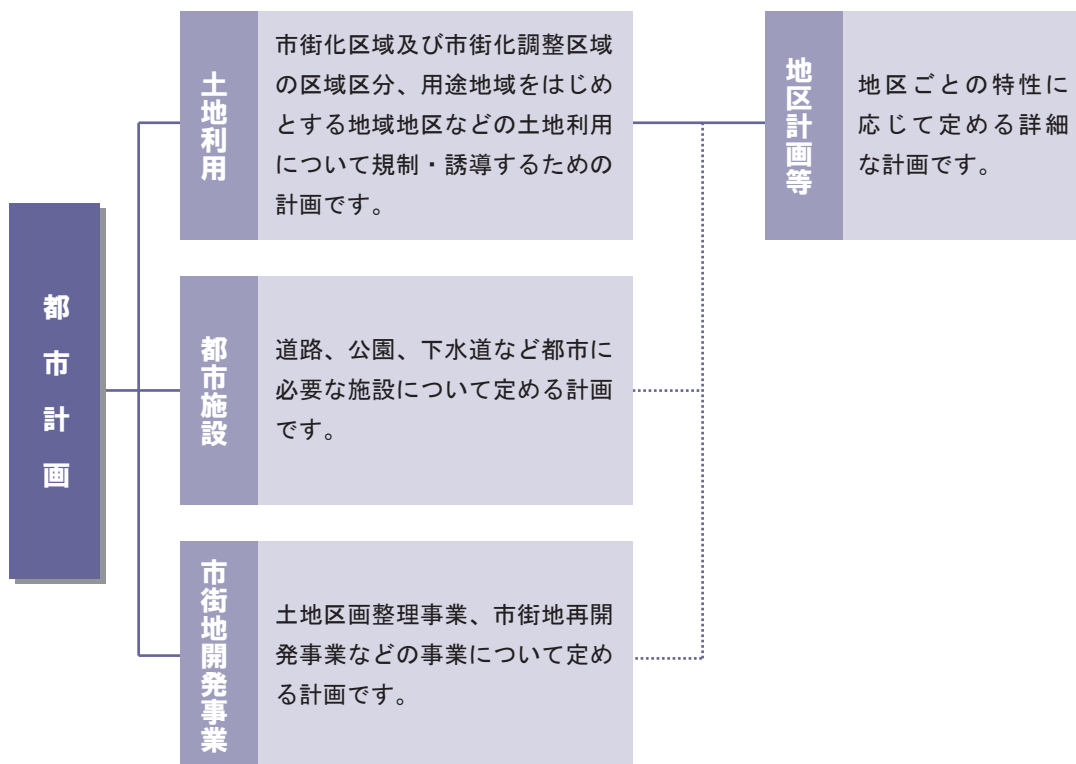 都市計画
土地利用
市街化区域及び市街化調整区域
の区域区分、用途地域をはじめ
とする地域地区などの土地利用
について規制・誘導するための
計画です。
地区計画等
地区ごとの特性に
応じて定める詳細
な計画です。
都市施設
道路、公園、下水道など都市に
必要な施設について定める計画
です。
市街地開発事業
土地区画整理事業、市街地再開
発事業などの事業について定め
る計画です。